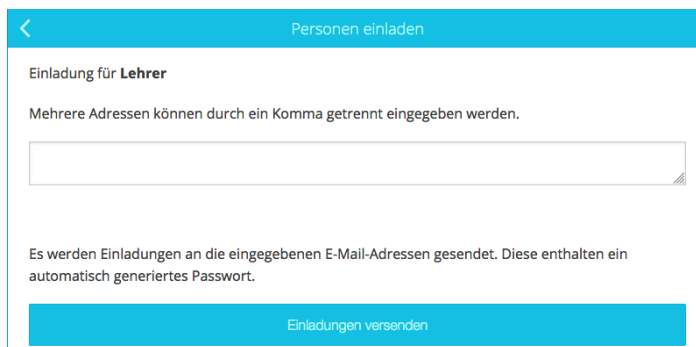 Personen einladen
Einladung für Lehrer
Mehrere Adressen können durch ein Komma getrennt eingegeben werden.
Es werden Einladungen an die eingegebenen E-Mail-Adressen gesendet. Diese enthalten ein
automatisch generiertes Passwort.
Einladungen versenden